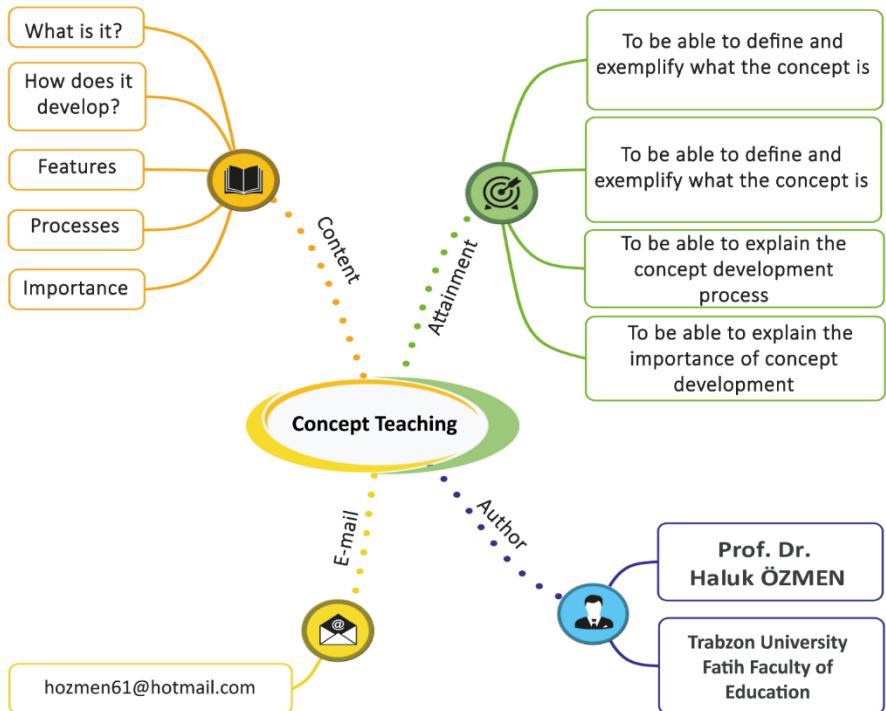 What is it?
How does it
develop?
Features
Processes
Importance
Content
To be able to define and
exemplify what the concept is
To be able to define and
exemplify what the concept is
To be able to explain the
concept development
process
To be able to explain the
importance of concept
development
Attainment
Concept Teaching
E-mail
@
hozmen61@hotmail.com
Author
Prof. Dr.
Haluk ÖZMEN
Trabzon University
Fatih Faculty of
Education